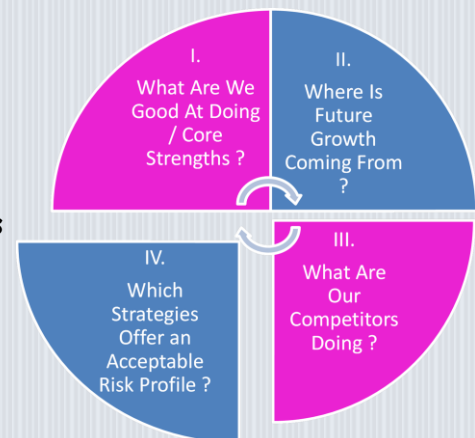 I.
What Are We
Good At Doing
/ Core
Strengths ?
II.
Where Is
Future
Growth
Coming From
?
s
III.
What Are
Our
Competitors
Doing ?
IV.
Which
Strategies
Offer an
Acceptable
Risk Profile ?